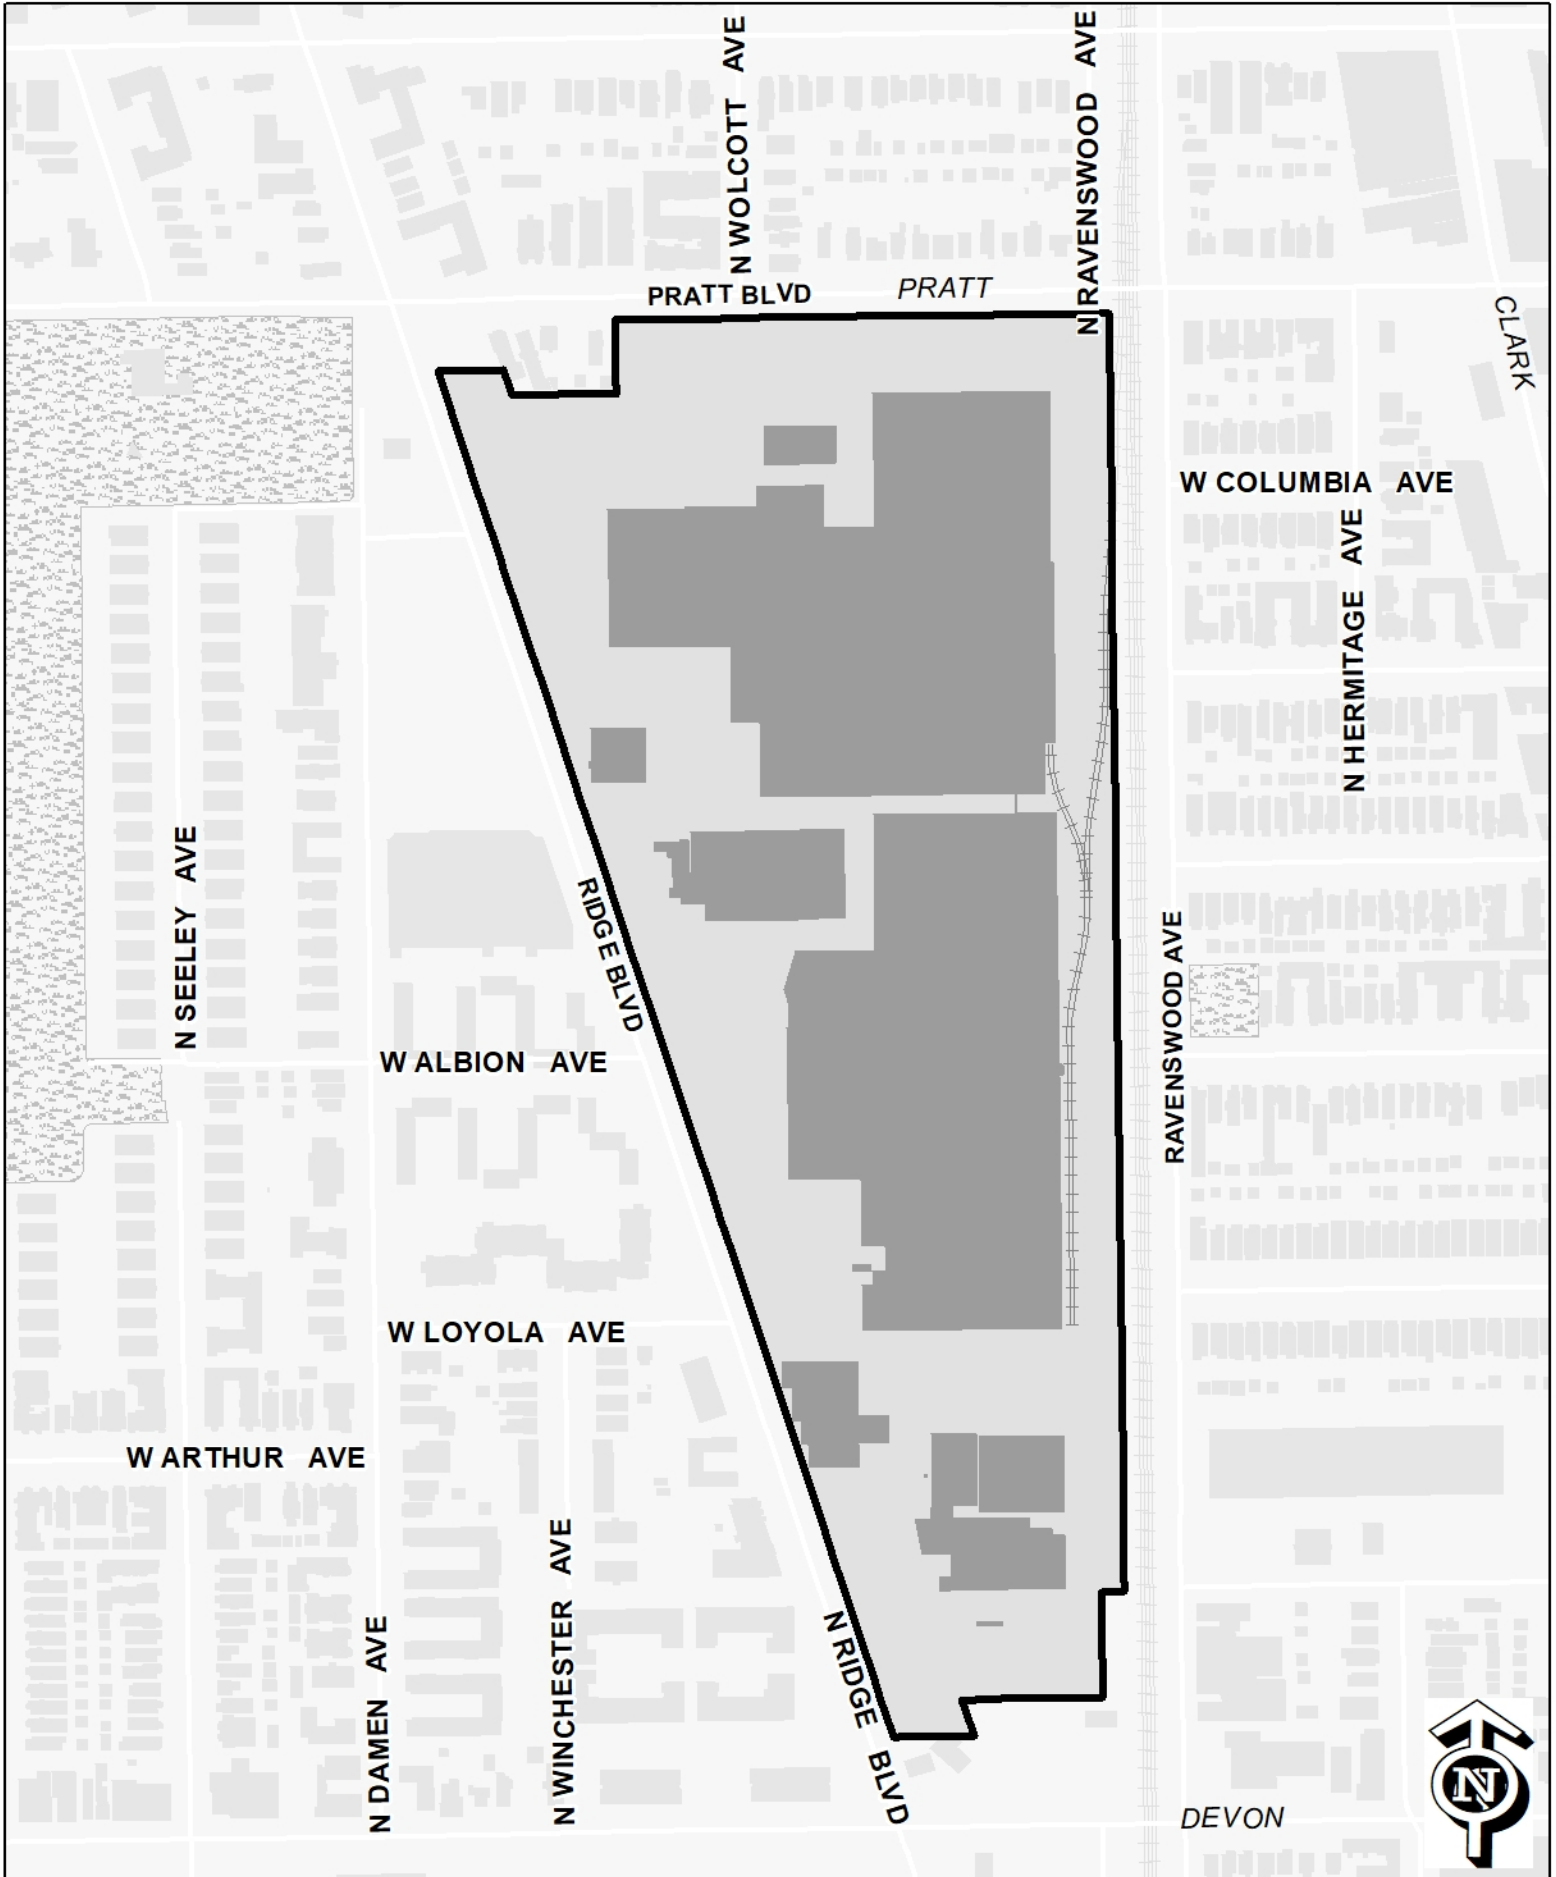 N WOLCOTT AVE
N RAVENSWOOD AVE
PRATT BLVD
PRATT
CLARK
W COLUMBIA AVE
N HERMITAGE AVE
N SEELEY AVE
RIDGE BLVD
RAVENSWOOD AVE
W ALBION AVE
W LOYOLA AVE
W ARTHUR AVE
N WINCHESTER AVE
N DAMEN AVE
N RIDGE BLVD
DEVON
N